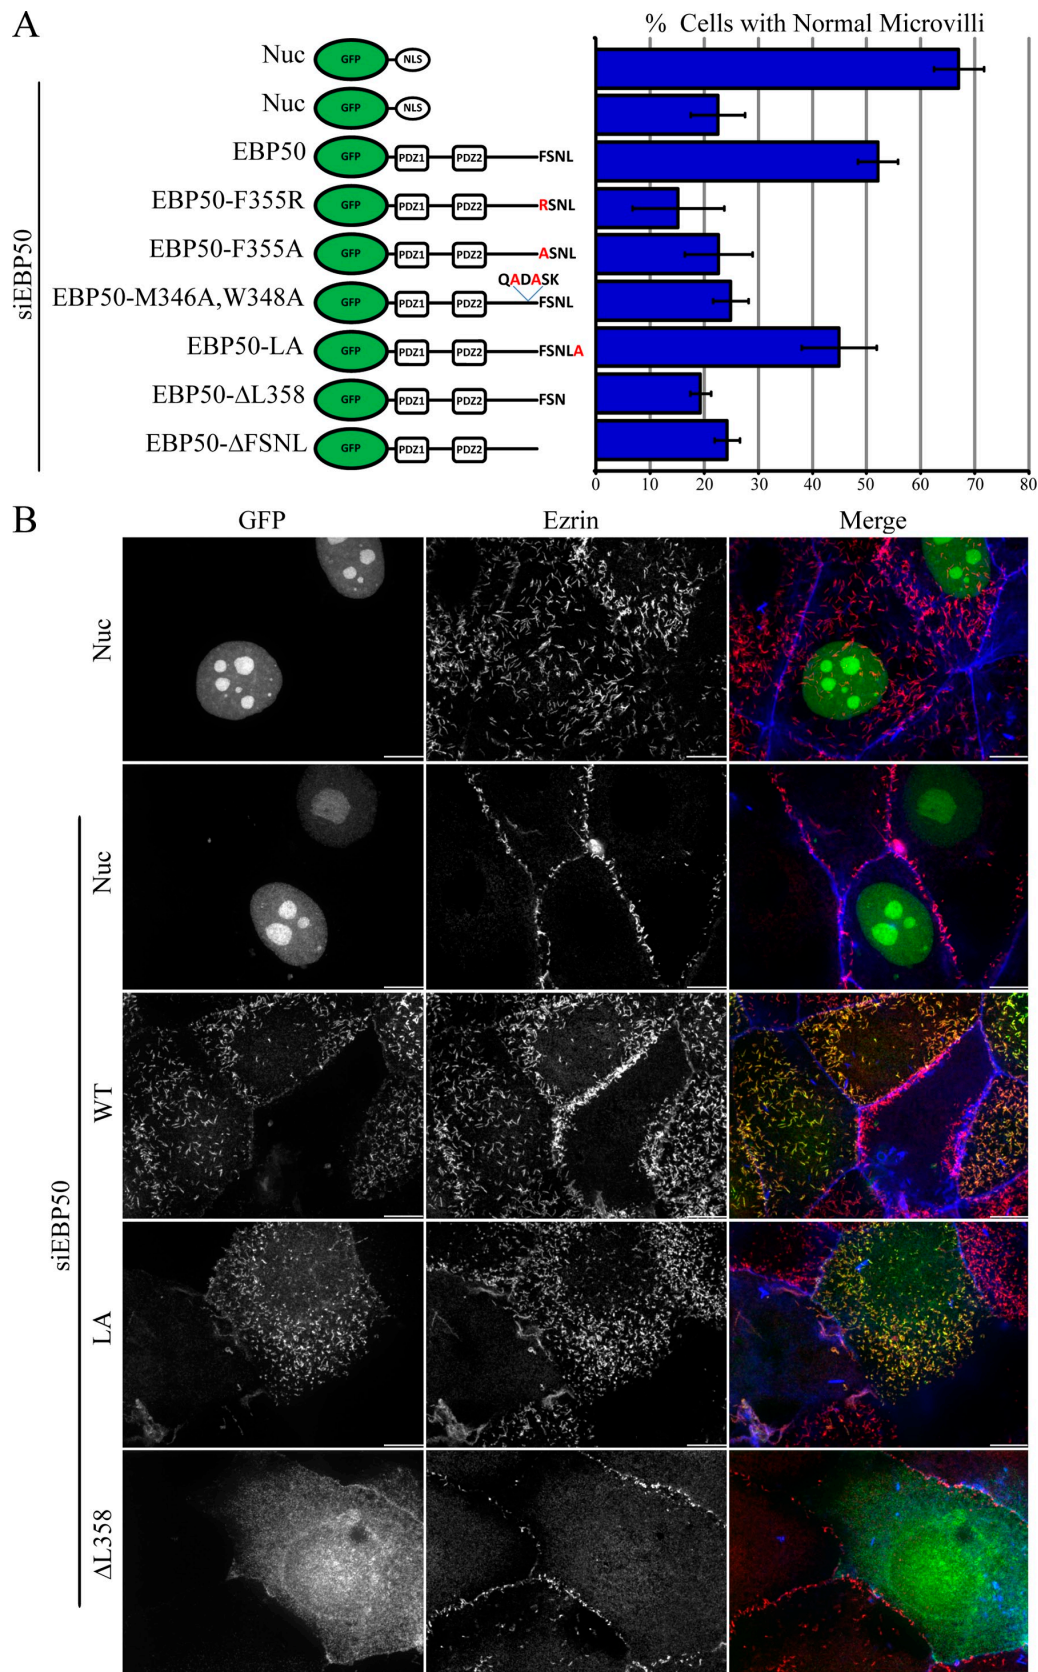 A
% Cells with Normal Microvilli
Nuc GFP NLS
Nuc GFP NLS
EBP50 GFP PDZ1 PDZ2 FSNL
EBP50-F355R GFP PDZ1 PDZ2 RSNL
EBP50-F355A GFP PDZ1 PDZ2 ASNL
QADASK
EBP50-M346A,W348A GFP PDZ1 PDZ2 FSNL
EBP50-LA GFP PDZ1 PDZ2 FSNLA
EBP50-ΔL358 GFP PDZ1 PDZ2 FSN
EBP50-ΔFSNL GFP PDZ1 PDZ2
siEBP50
0 10 20 30 40 50 60 70 80
B
GFP Ezrin Merge
Nuc
Nuc
WT
LA
ΔL358
siEBP50